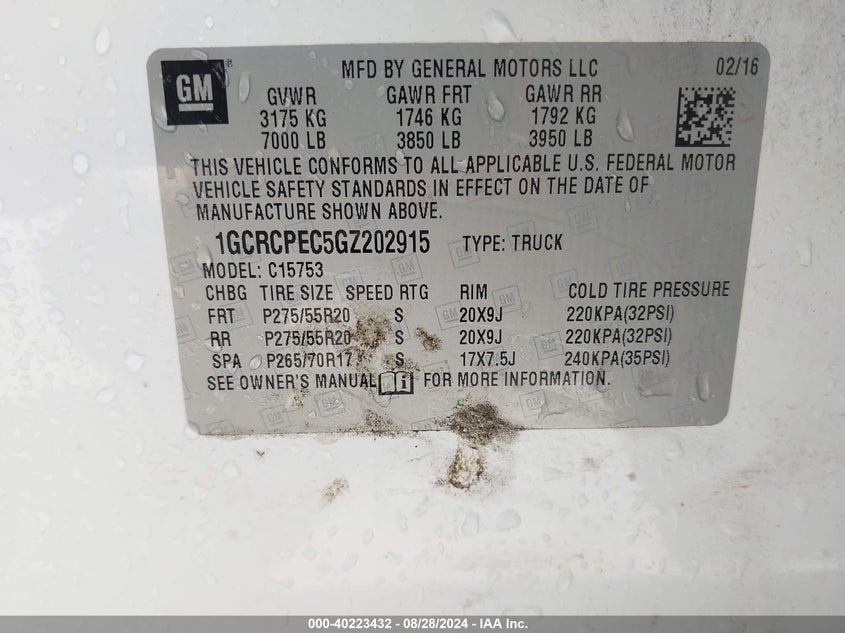 GM ® MFD BY GENERAL MOTORS LLC 02/16
GVWR GAWR FRT GAWR RR
3175 KG 1746 KG 1792 KG
7000 LB 3850 LB 3950 LB
THIS VEHICLE CONFORMS TO ALL APPLICABLE U.S. FEDERAL MOTOR
VEHICLE SAFETY STANDARDS IN EFFECT ON THE DATE OF
MANUFACTURE SHOWN ABOVE.
1GCRCPEC5GZ202915 TYPE: TRUCK
MODEL: C15753
CHBG TIRE SIZE SPEED RTG RIM COLD TIRE PRESSURE
FRT P275/55R20 S 20X9J 220KPA(32PSI)
RR P275/55R20 S 20X9J 220KPA(32PSI)
SPA P265/70R17 S 17X7.5J 240KPA(35PSI)
SEE OWNER'S MANUAL FOR MORE INFORMATION.
000-40223432 - 08/28/2024 - IAA Inc.